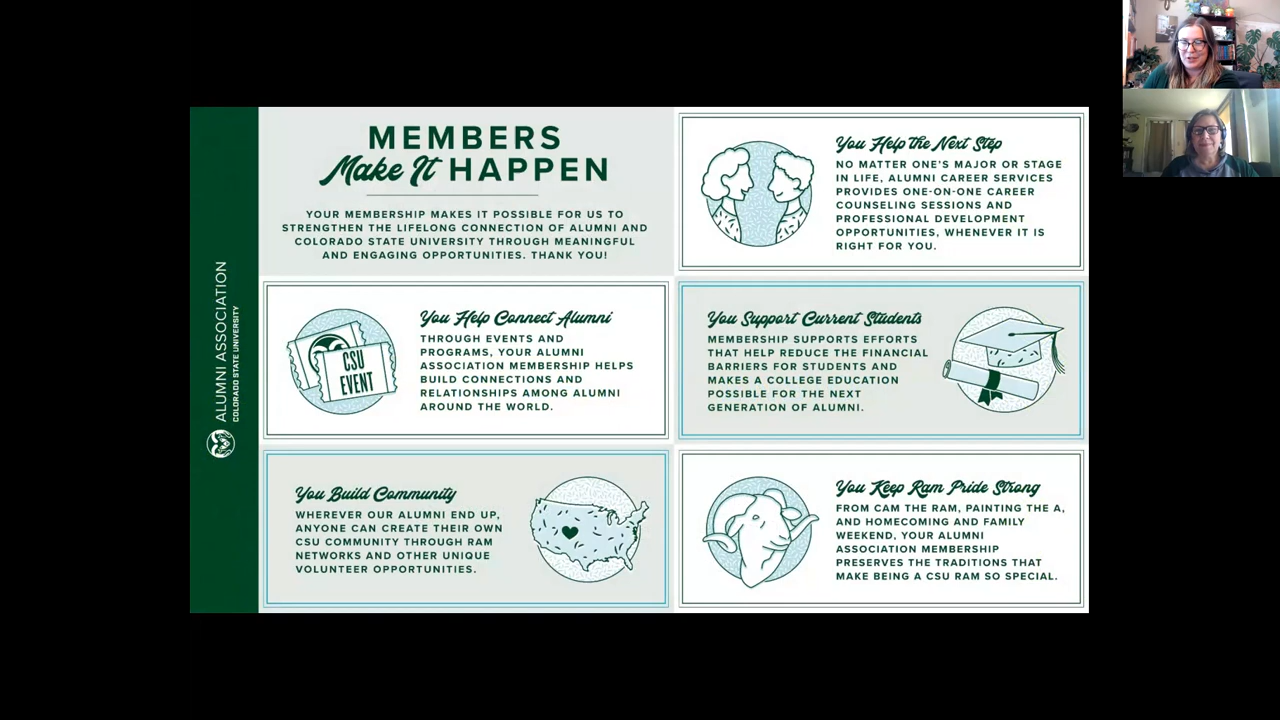 ALUMNI ASSOCIATION
COLORADO STATE UNIVERSITY
MEMBERS
Make It HAPPEN
YOUR MEMBERSHIP MAKES IT POSSIBLE FOR US TO
STRENGTHEN THE LIFELONG CONNECTION OF ALUMNI AND
COLORADO STATE UNIVERSITY THROUGH MEANINGFUL
AND ENGAGING OPPORTUNITIES. THANK YOU!
You Help the Next Step
NO MATTER ONE'S MAJOR OR STAGE
IN LIFE, ALUMNI CAREER SERVICES
PROVIDES ONE-ON-ONE CAREER
COUNSELING SESSIONS AND
PROFESSIONAL DEVELOPMENT
OPPORTUNITIES, WHENEVER IT IS
RIGHT FOR YOU.
CSU
EVENT
You Help Connect Alumni
THROUGH EVENTS AND
PROGRAMS, YOUR ALUMNI
ASSOCIATION MEMBERSHIP HELPS
BUILD CONNECTIONS AND
RELATIONSHIPS AMONG ALUMNI
AROUND THE WORLD.
You Support Current Students
MEMBERSHIP SUPPORTS EFFORTS
THAT HELP REDUCE THE FINANCIAL
BARRIERS FOR STUDENTS AND
MAKES A COLLEGE EDUCATION
POSSIBLE FOR THE NEXT
GENERATION OF ALUMNI.
You Build Community
WHEREVER OUR ALUMNI END UP,
ANYONE CAN CREATE THEIR OWN
CSU COMMUNITY THROUGH RAM
NETWORKS AND OTHER UNIQUE
VOLUNTEER OPPORTUNITIES.
You Keep Ram Pride Strong
FROM CAM THE RAM, PAINTING THE A,
AND HOMECOMING AND FAMILY
WEEKEND, YOUR ALUMNI
ASSOCIATION MEMBERSHIP
PRESERVES THE TRADITIONS THAT
MAKE BEING A CSU RAM SO SPECIAL.